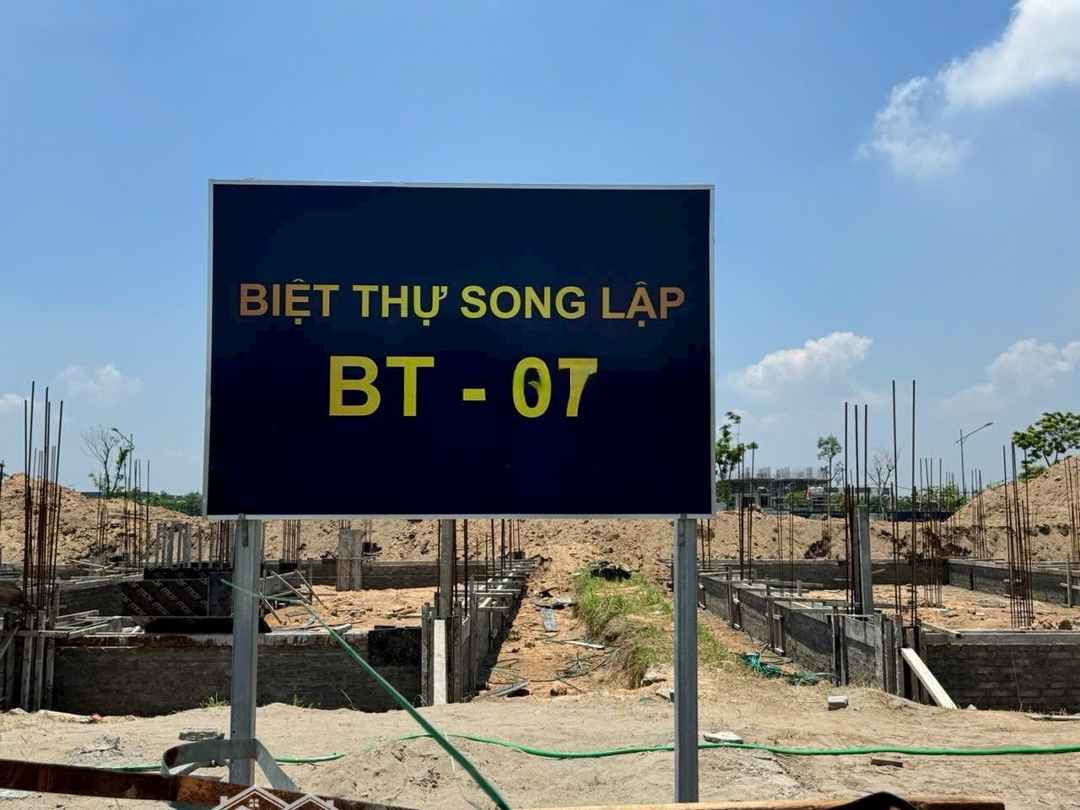 BIỆT THỰ SONG LẬP
BT - 07